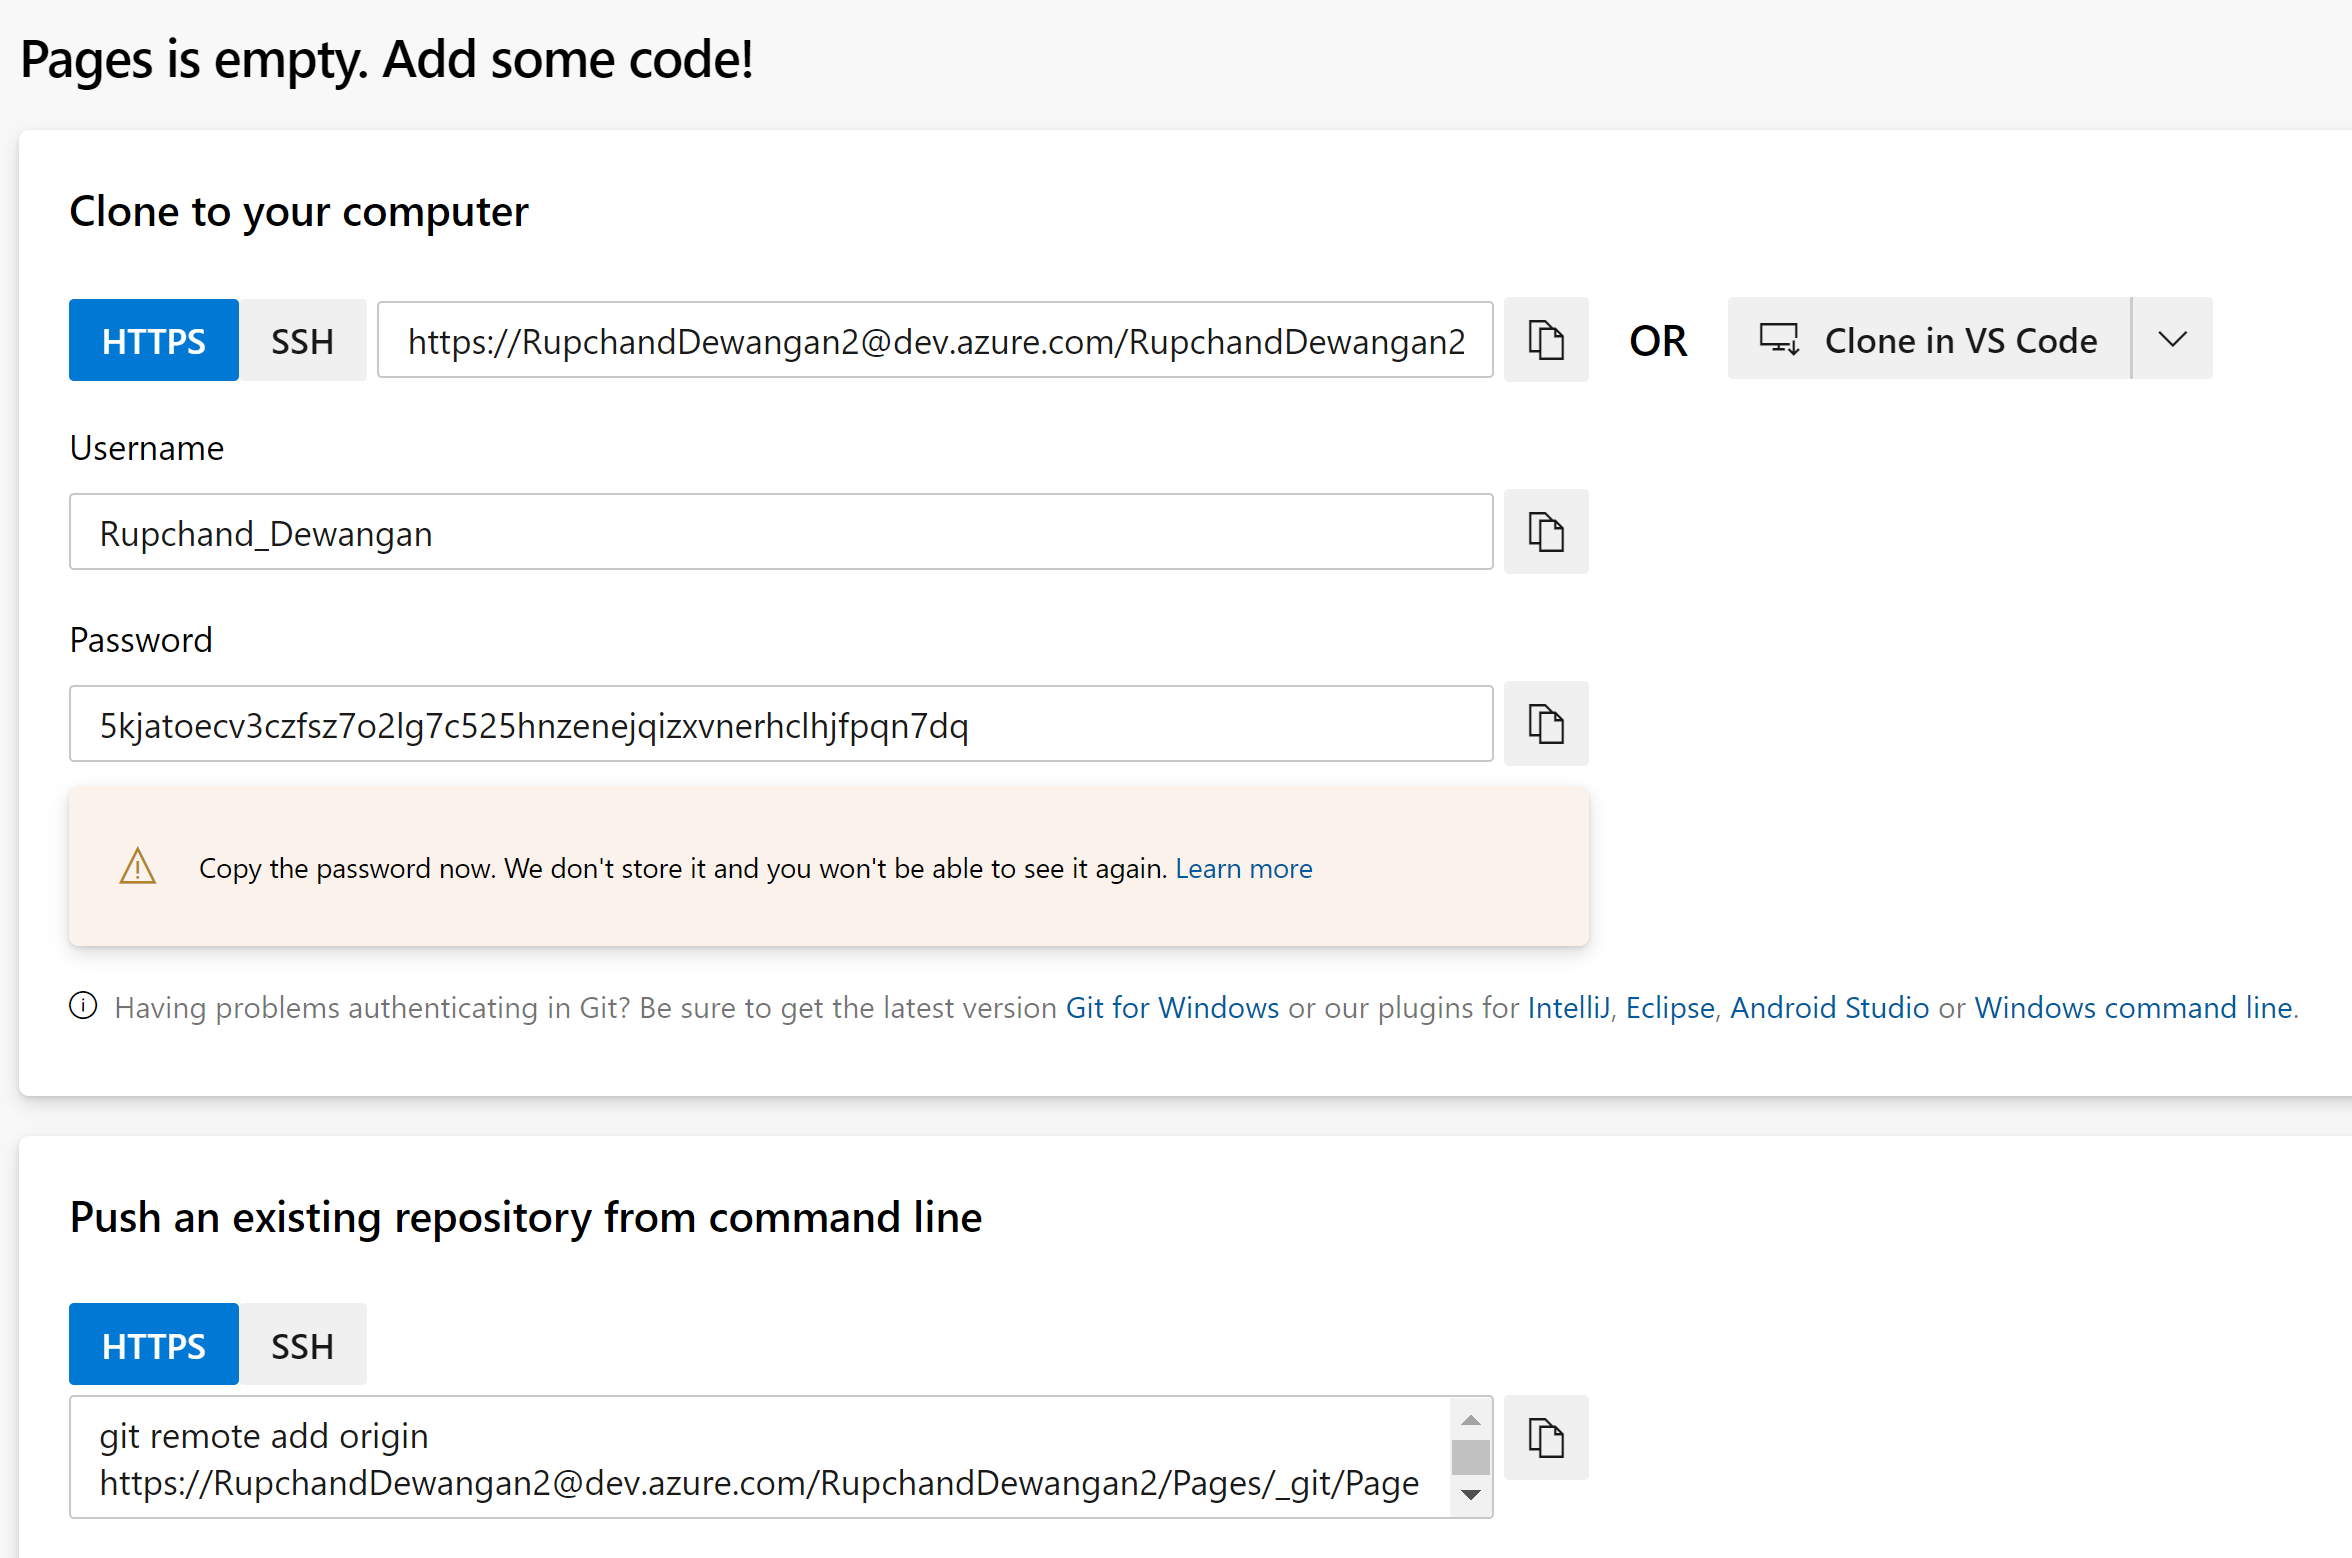 Pages is empty. Add some code!
Clone to your computer
HTTPS SSH https://RupchandDewangan2@dev.azure.com/RupchandDewangan2 OR Clone in VS Code
Username
Rupchand_Dewangan
Password
5kjatoecv3czfsz7o2lg7c525hnzenejqizxvnerhclhjfpqn7dq
Copy the password now. We don't store it and you won't be able to see it again. Learn more
Having problems authenticating in Git? Be sure to get the latest version Git for Windows or our plugins for IntelliJ, Eclipse, Android Studio or Windows command line.
Push an existing repository from command line
HTTPS SSH
git remote add origin
https://RupchandDewangan2@dev.azure.com/RupchandDewangan2/Pages/_git/Page